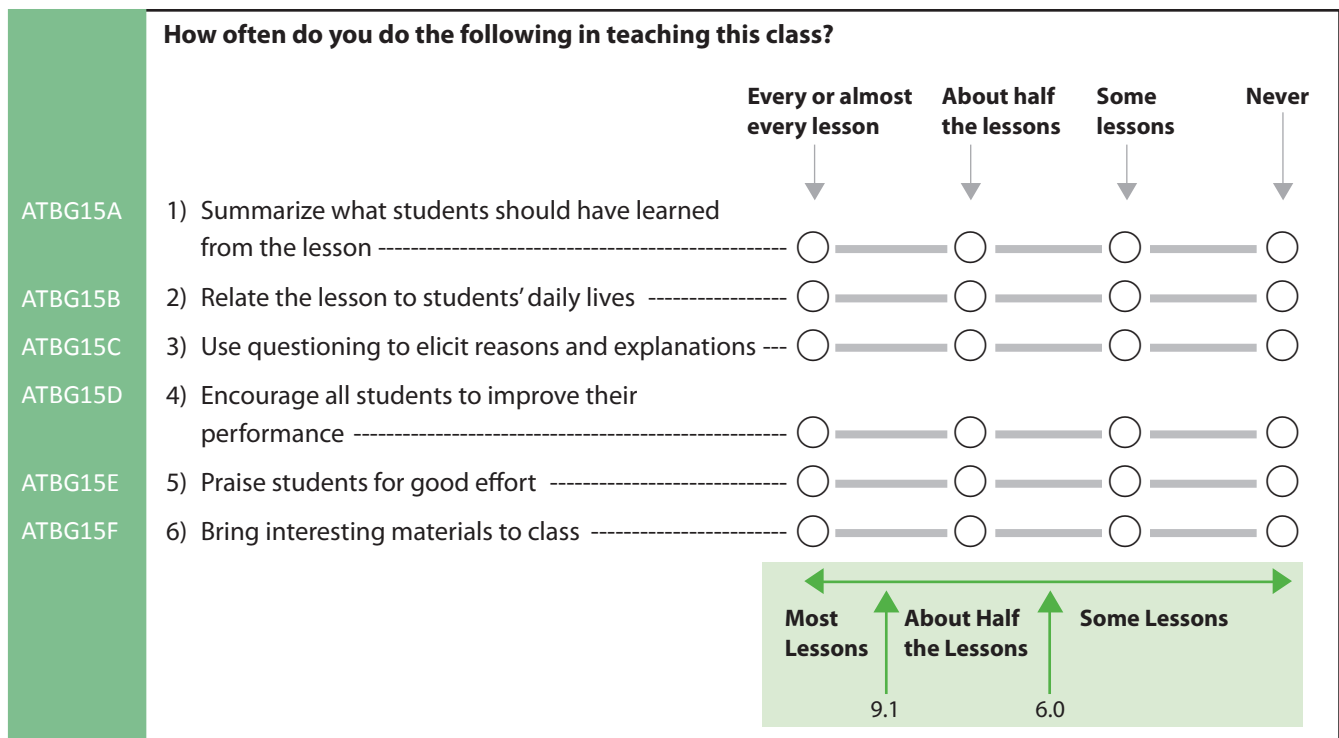 How often do you do the following in teaching this class?
Every or almost every lesson
About half the lessons
Some lessons
Never
ATBG15A 1) Summarize what students should have learned
from the lesson
ATBG15B 2) Relate the lesson to students' daily lives
ATBG15C 3) Use questioning to elicit reasons and explanations
ATBG15D 4) Encourage all students to improve their
performance
ATBG15E 5) Praise students for good effort
ATBG15F 6) Bring interesting materials to class
Most Lessons
About Half the Lessons
Some Lessons
9.1 6.0